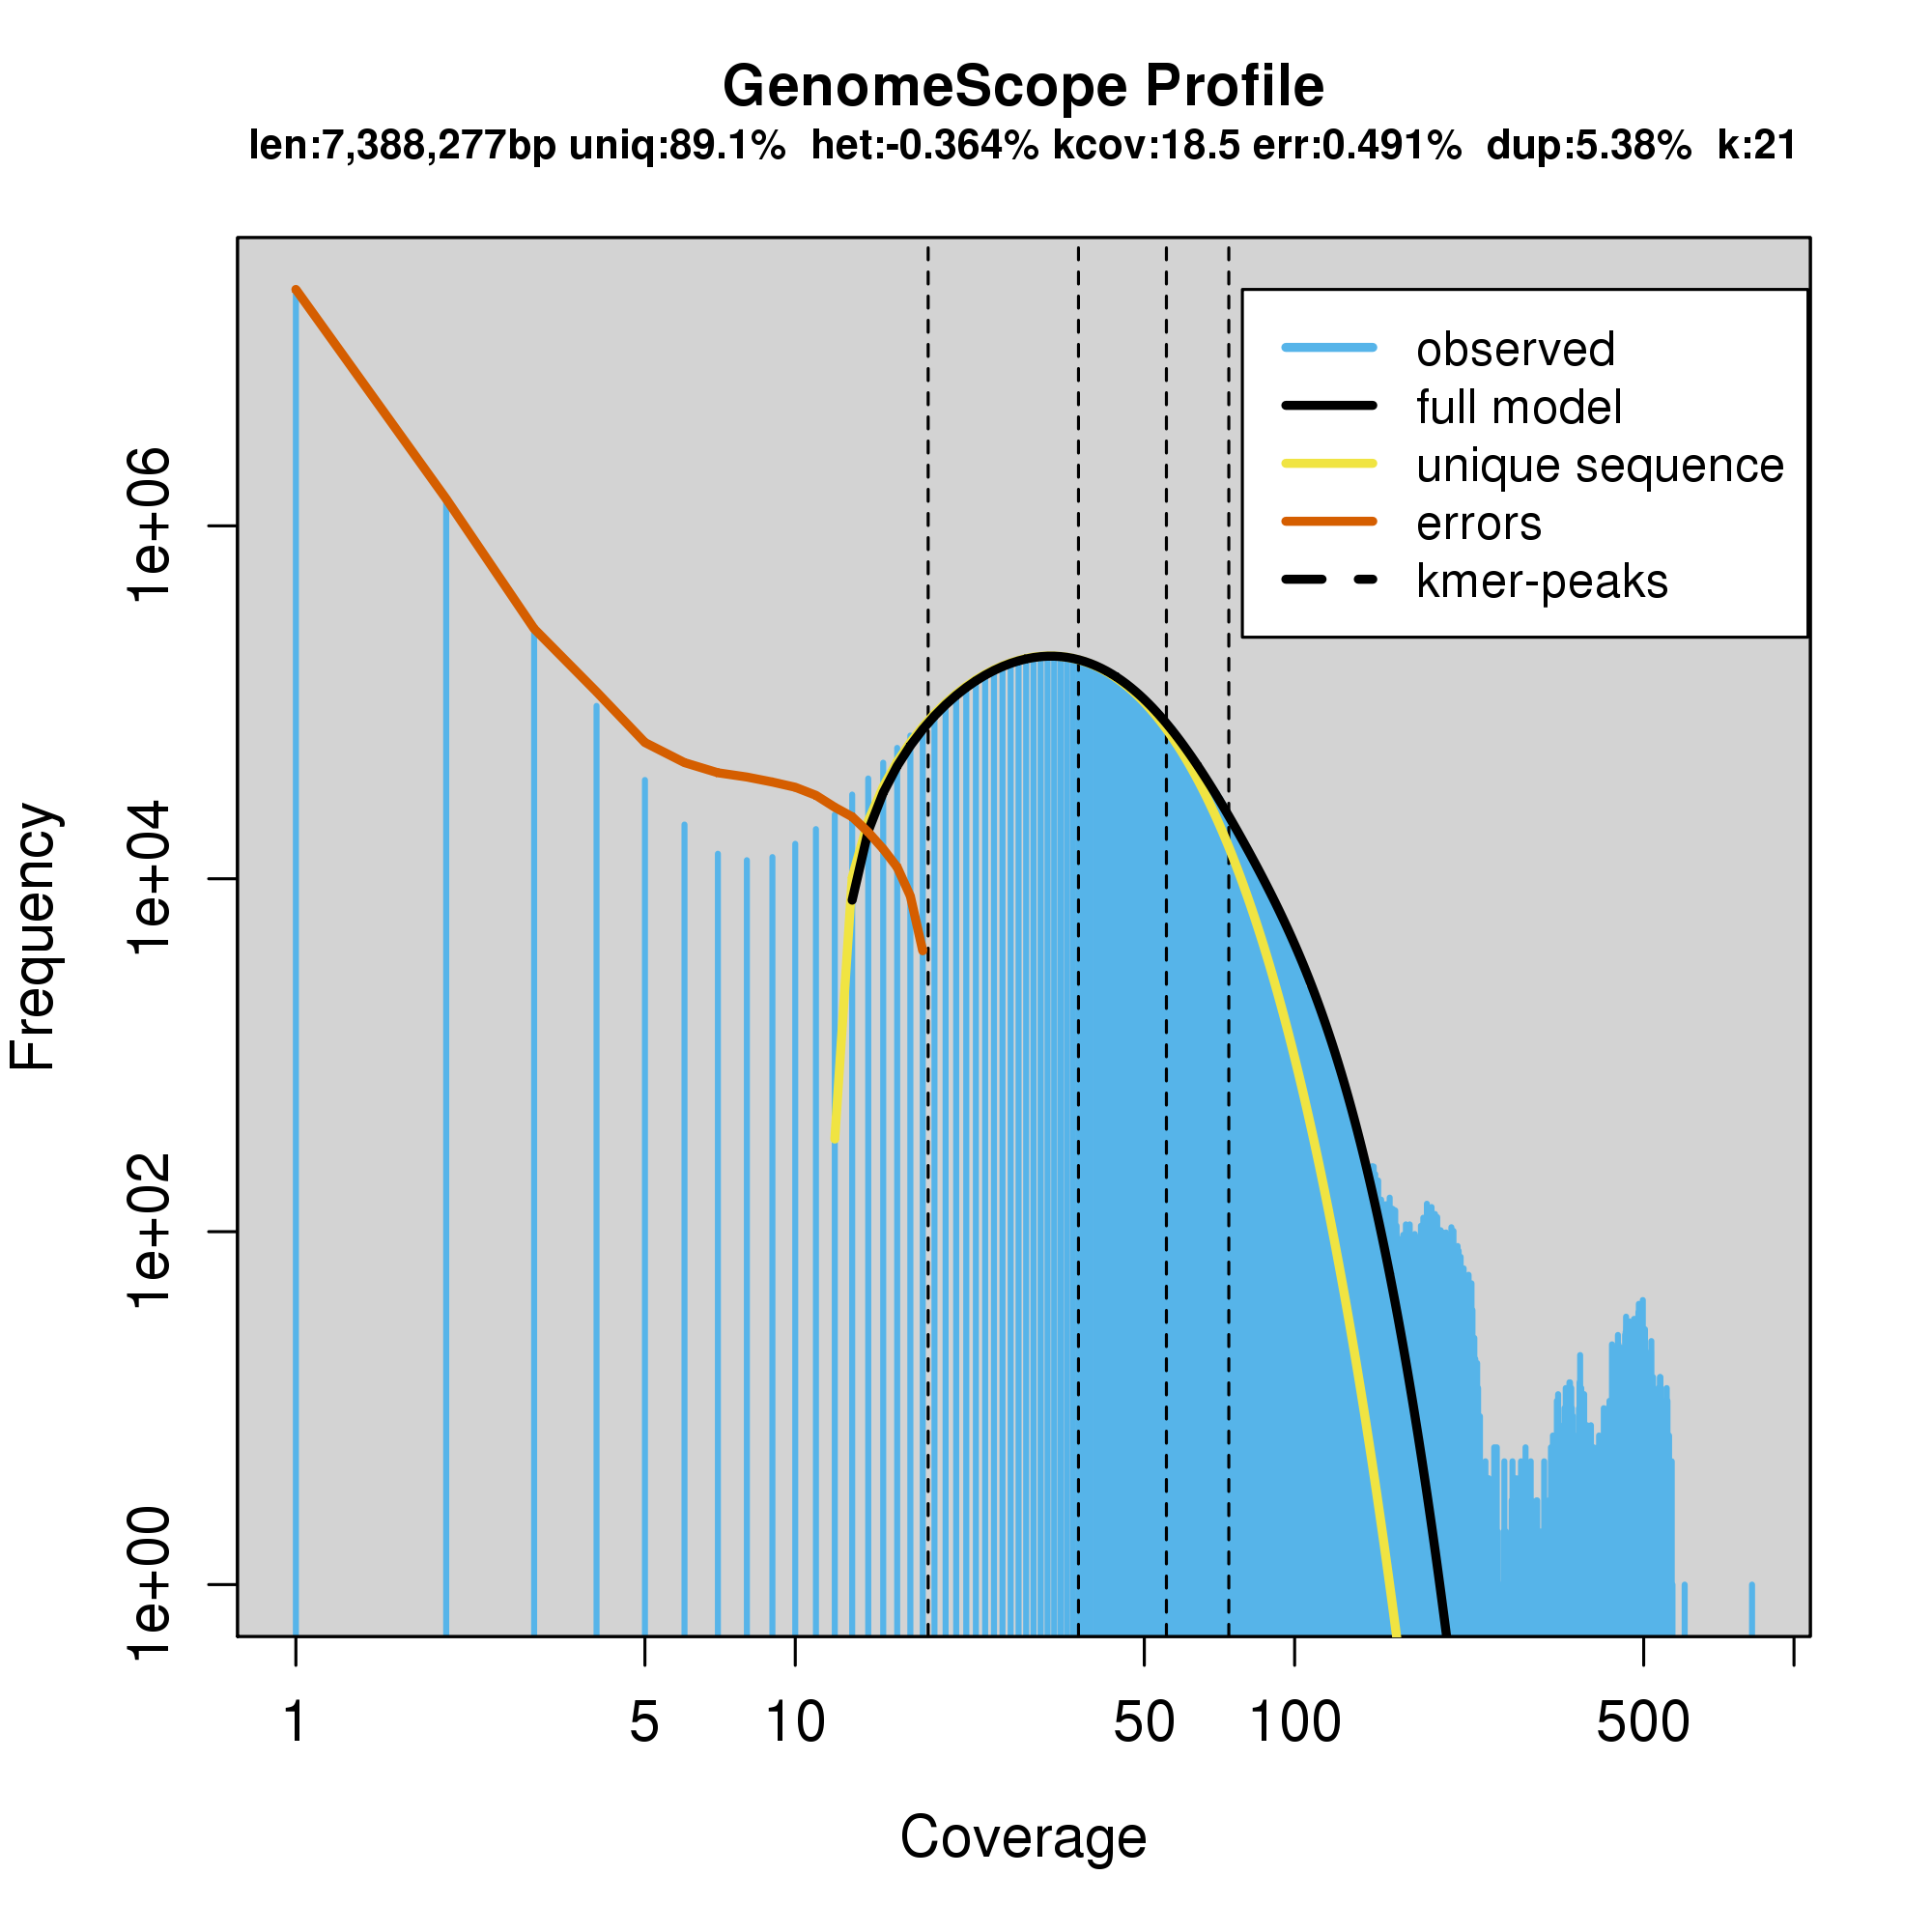 GenomeScope Profile
len:7,388,277bp uniq:89.1% het:-0.364% kcov:18.5 err:0.491% dup:5.38% k:21
observed
full model
unique sequence
errors
kmer-peaks
Frequency
1e+06
1e+04
1e+02
1e+00
1 5 10 50 100 500
Coverage